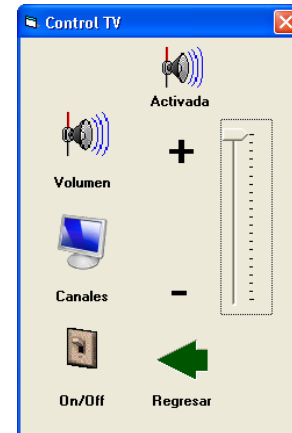 Control TV
Activada
+
Volumen
Canales
-
On/Off
Regresar